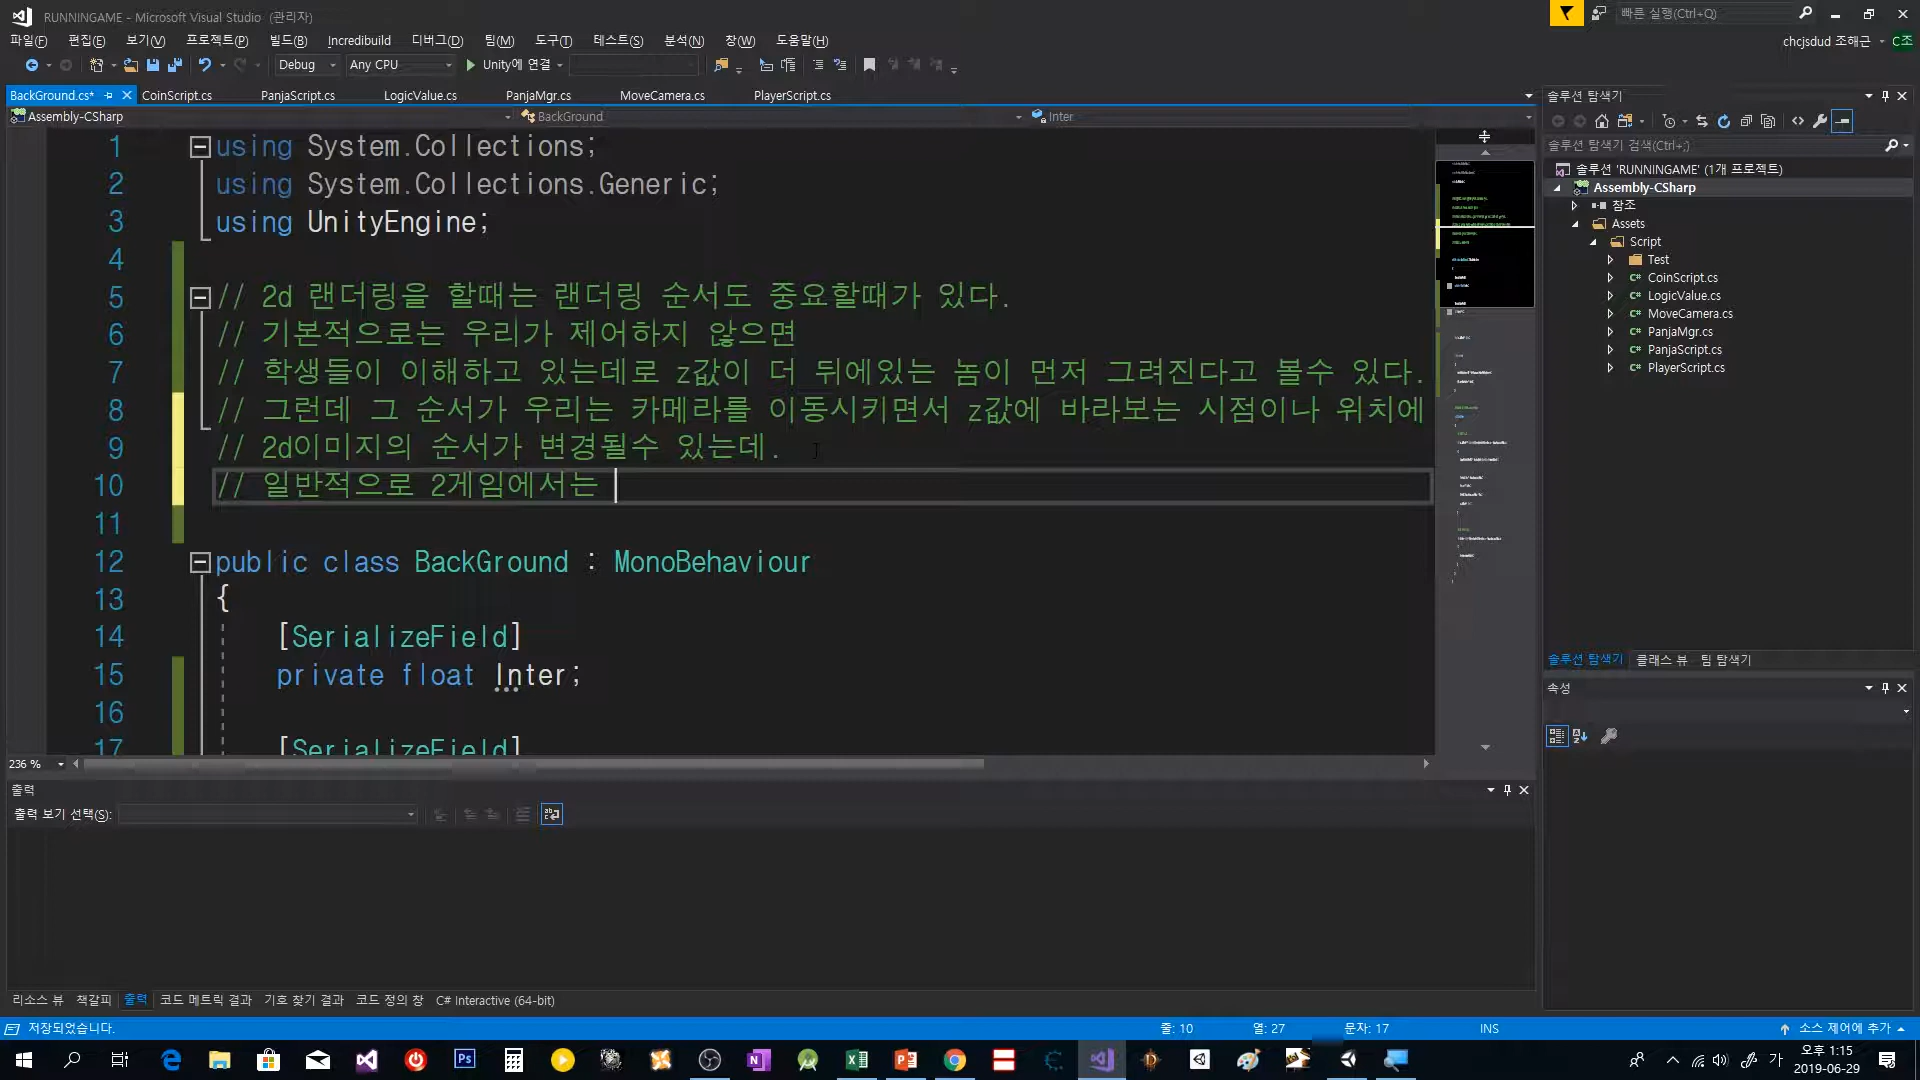 RUNNINGAME - Microsoft Visual Studio (관리자)
빠른 실행(Ctrl+Q)
파일(F) 편집(E) 보기(V) 프로젝트(P) 빌드(B) Incredibuild 디버그(D) 팀(M) 도구(T) 테스트(S) 분석(N) 창(W) 도움말(H)
chcjsdud 조해근 C조
Debug Any CPU Unity에 연결
BackGround.cs* CoinScript.cs PanjaScript.cs LogicValue.cs PanjaMgr.cs MoveCamera.cs PlayerScript.cs
Assembly-CSharp BackGround Inter
1 using System.Collections;
2 using System.Collections.Generic;
3 using UnityEngine;
4
5 // 2d 랜더링을 할때는 랜더링 순서도 중요할때가 있다.
6 // 기본적으로는 우리가 제어하지 않으면
7 // 학생들이 이해하고 있는데로 z값이 더 뒤에있는 놈이 먼저 그려진다고 볼수 있다.
8 // 그런데 그 순서가 우리는 카메라를 이동시키면서 z값에 바라보는 시점이나 위치에
9 // 2d이미지의 순서가 변경될수 있는데.
10 // 일반적으로 2게임에서는
11
12 public class BackGround : MonoBehaviour
13 {
14 [SerializeField]
15 private float Inter;
16
17 [SerializeField]
236 %
솔루션 탐색기
솔루션 탐색기 검색(Ctrl+;)
솔루션 'RUNNINGAME' (1개 프로젝트)
Assembly-CSharp
참조
Assets
Script
Test
CoinScript.cs
LogicValue.cs
MoveCamera.cs
PanjaMgr.cs
PanjaScript.cs
PlayerScript.cs
솔루션 탐색기 클래스 뷰 팀 탐색기
속성
출력
출력 보기 선택(S):
리소스 뷰 책갈피 출력 코드 메트릭 결과 기호 찾기 결과 코드 정의 창 C# Interactive (64-bit)
저장되었습니다. 줄: 10 열: 27 문자: 17 INS 소스 제어에 추가
가 오후 1:15
2019-06-29